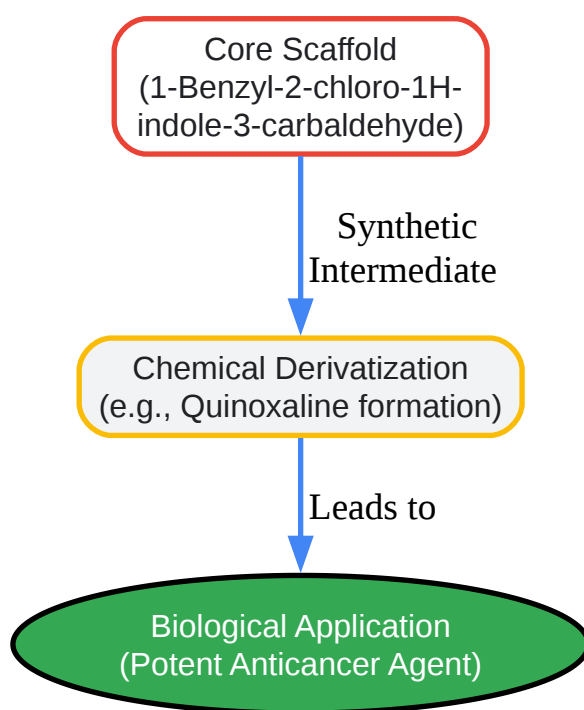 Core Scaffold
(1-Benzyl-2-chloro-1H-
indole-3-carbaldehyde)
Synthetic
Intermediate
Chemical Derivatization
(e.g., Quinoxaline formation)
Leads to
Biological Application
(Potent Anticancer Agent)